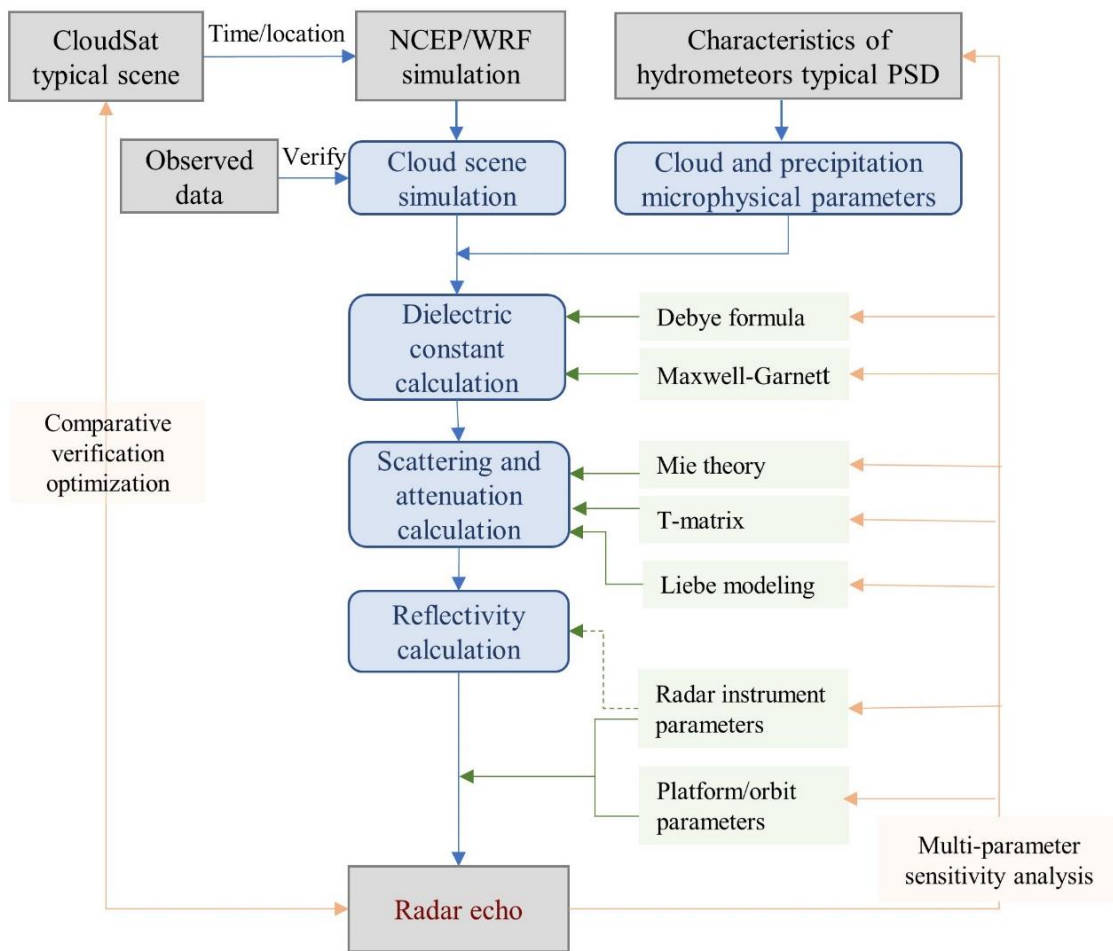 CloudSat
typical scene
Time/location
NCEP/WRF
simulation
Characteristics of
hydrometeors typical PSD
Observed
data
Verify
Cloud scene
simulation
Cloud and precipitation
microphysical parameters
Dielectric
constant
calculation
Debye formula
Maxwell-Garnett
Comparative
verification
optimization
Scattering and
attenuation
calculation
Mie theory
T-matrix
Liebe modeling
Reflectivity
calculation
Radar instrument
parameters
Platform/orbit
parameters
Multi-parameter
sensitivity analysis
Radar echo